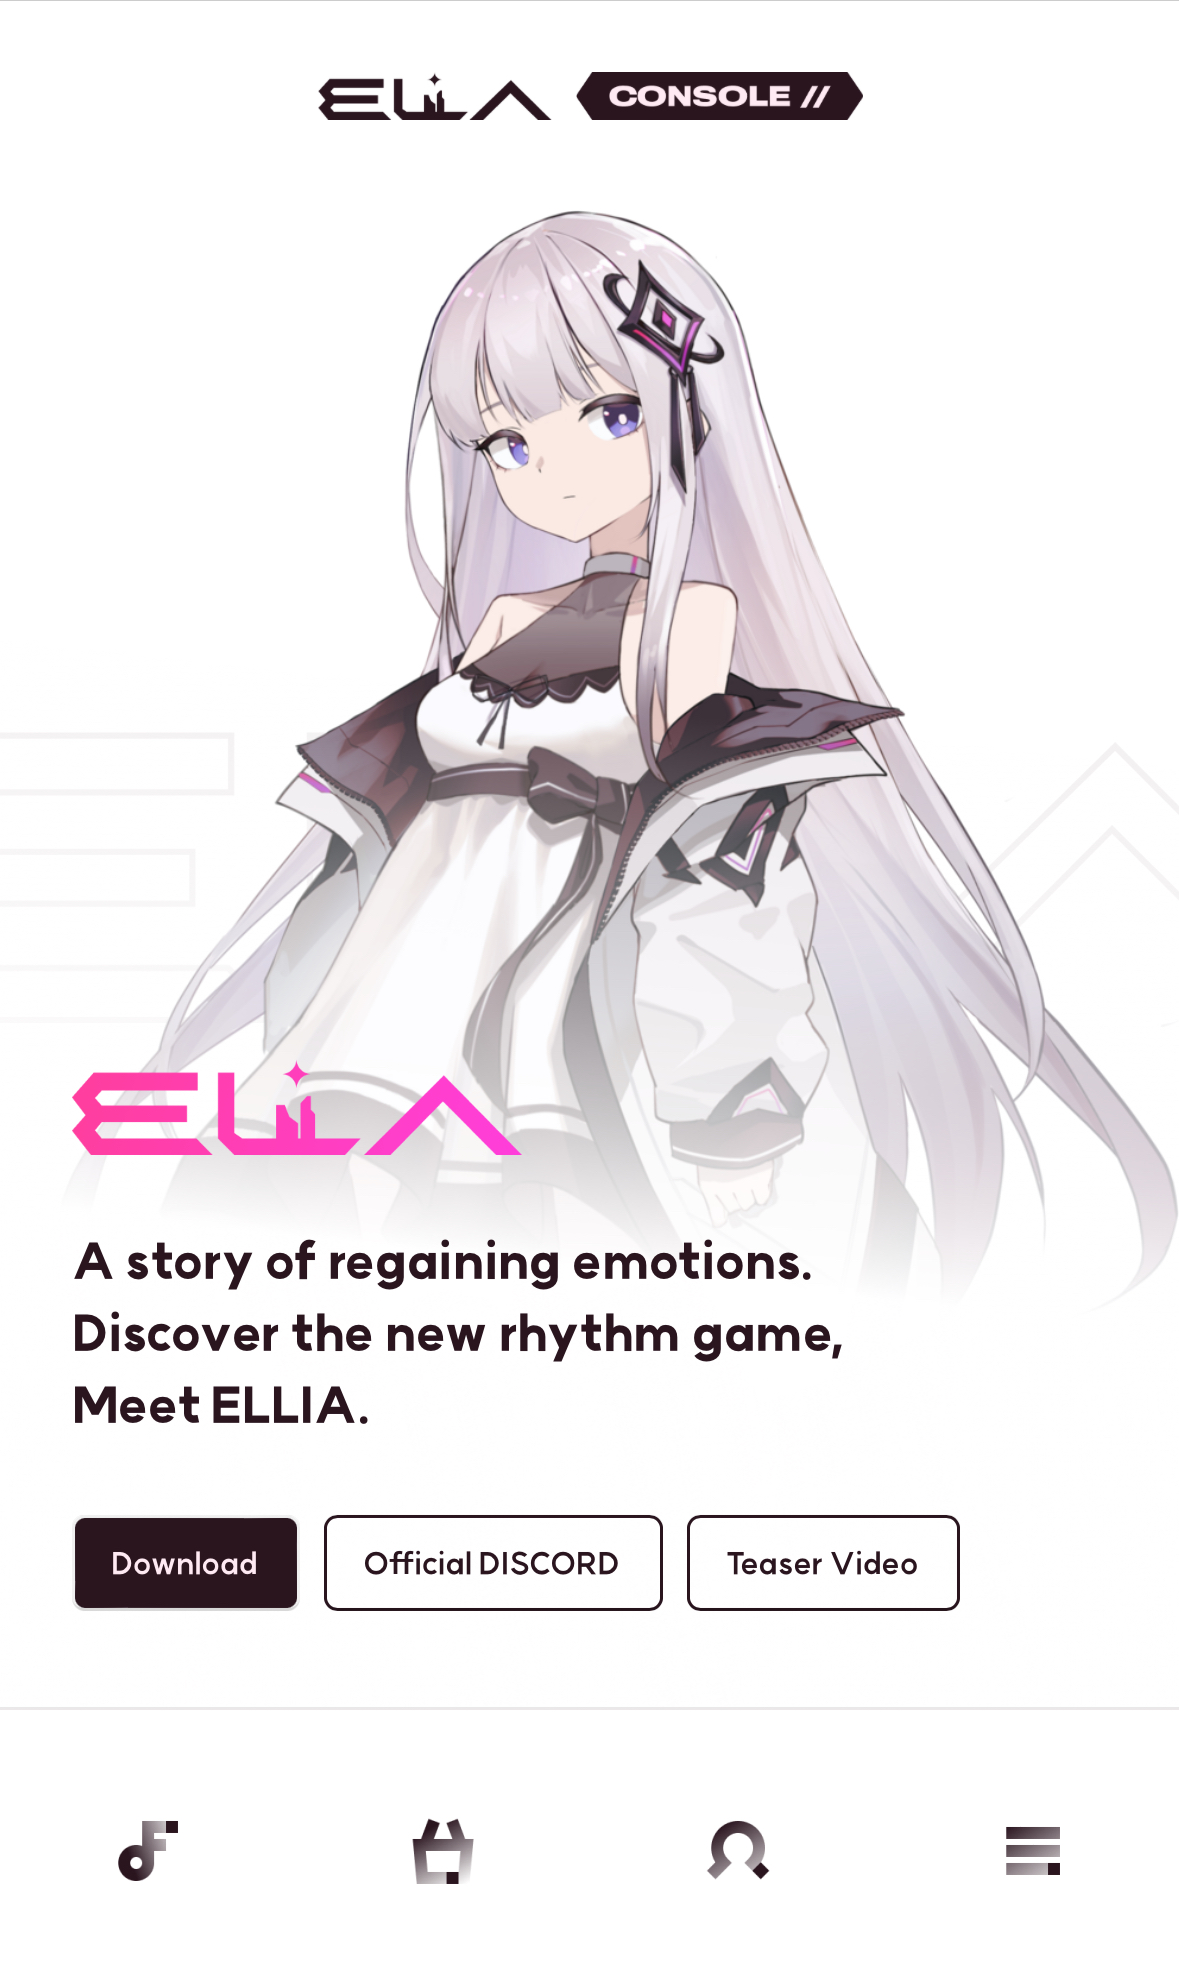 ELLIA CONSOLE //
ELLIA
A story of regaining emotions.
Discover the new rhythm game,
Meet ELLIA.
Download
Official DISCORD
Teaser Video